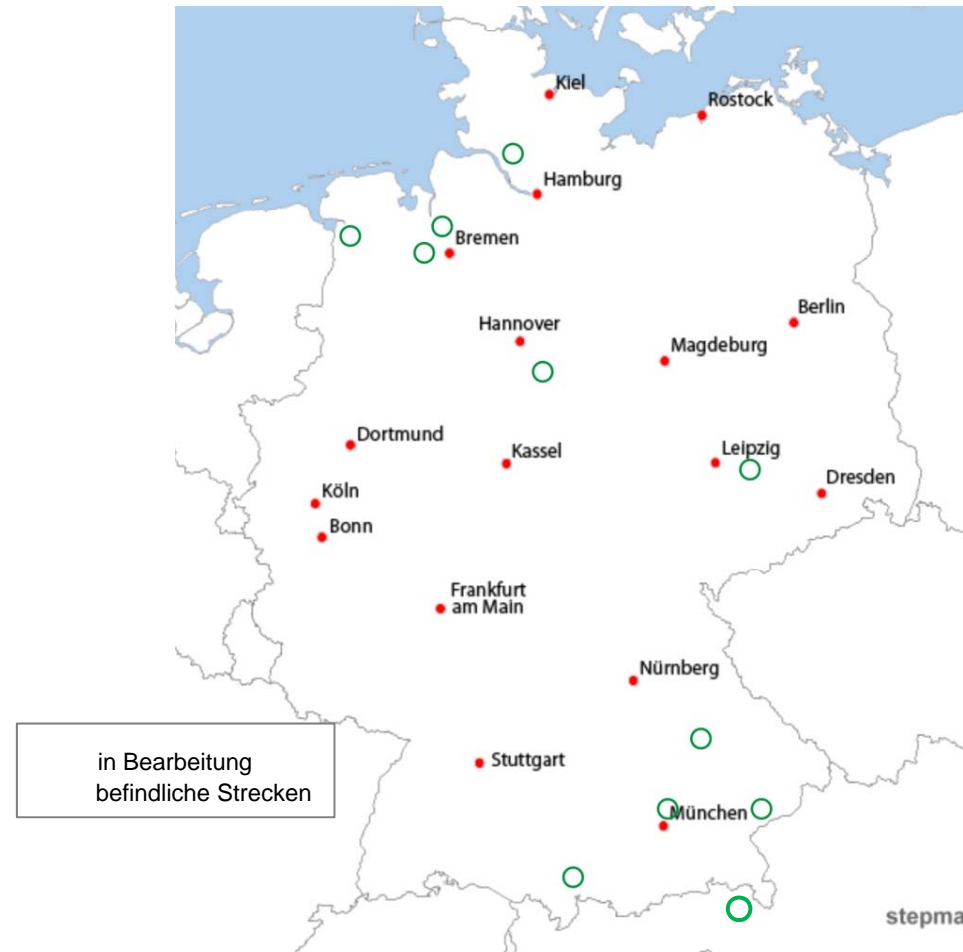 Kiel
Rostock
Hamburg
Bremen
Berlin
Hannover
Magdeburg
Dortmund
Kassel
Leipzig
Dresden
Köln
Bonn
Frankfurt
am Main
Nürnberg
in Bearbeitung
befindliche Strecken
Stuttgart
München
stepma